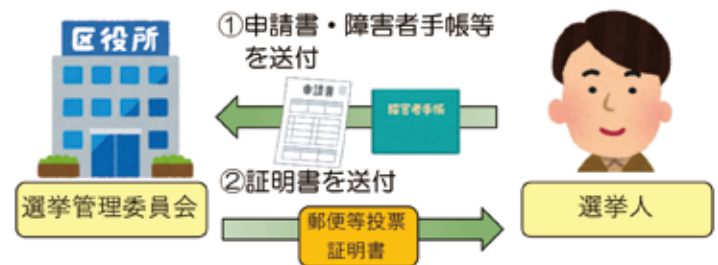 区役所
①申請書・障害者手帳等
を送付
申請書
障害者手帳
②証明書を送付
選挙管理委員会
郵便等投票
証明書
選挙人